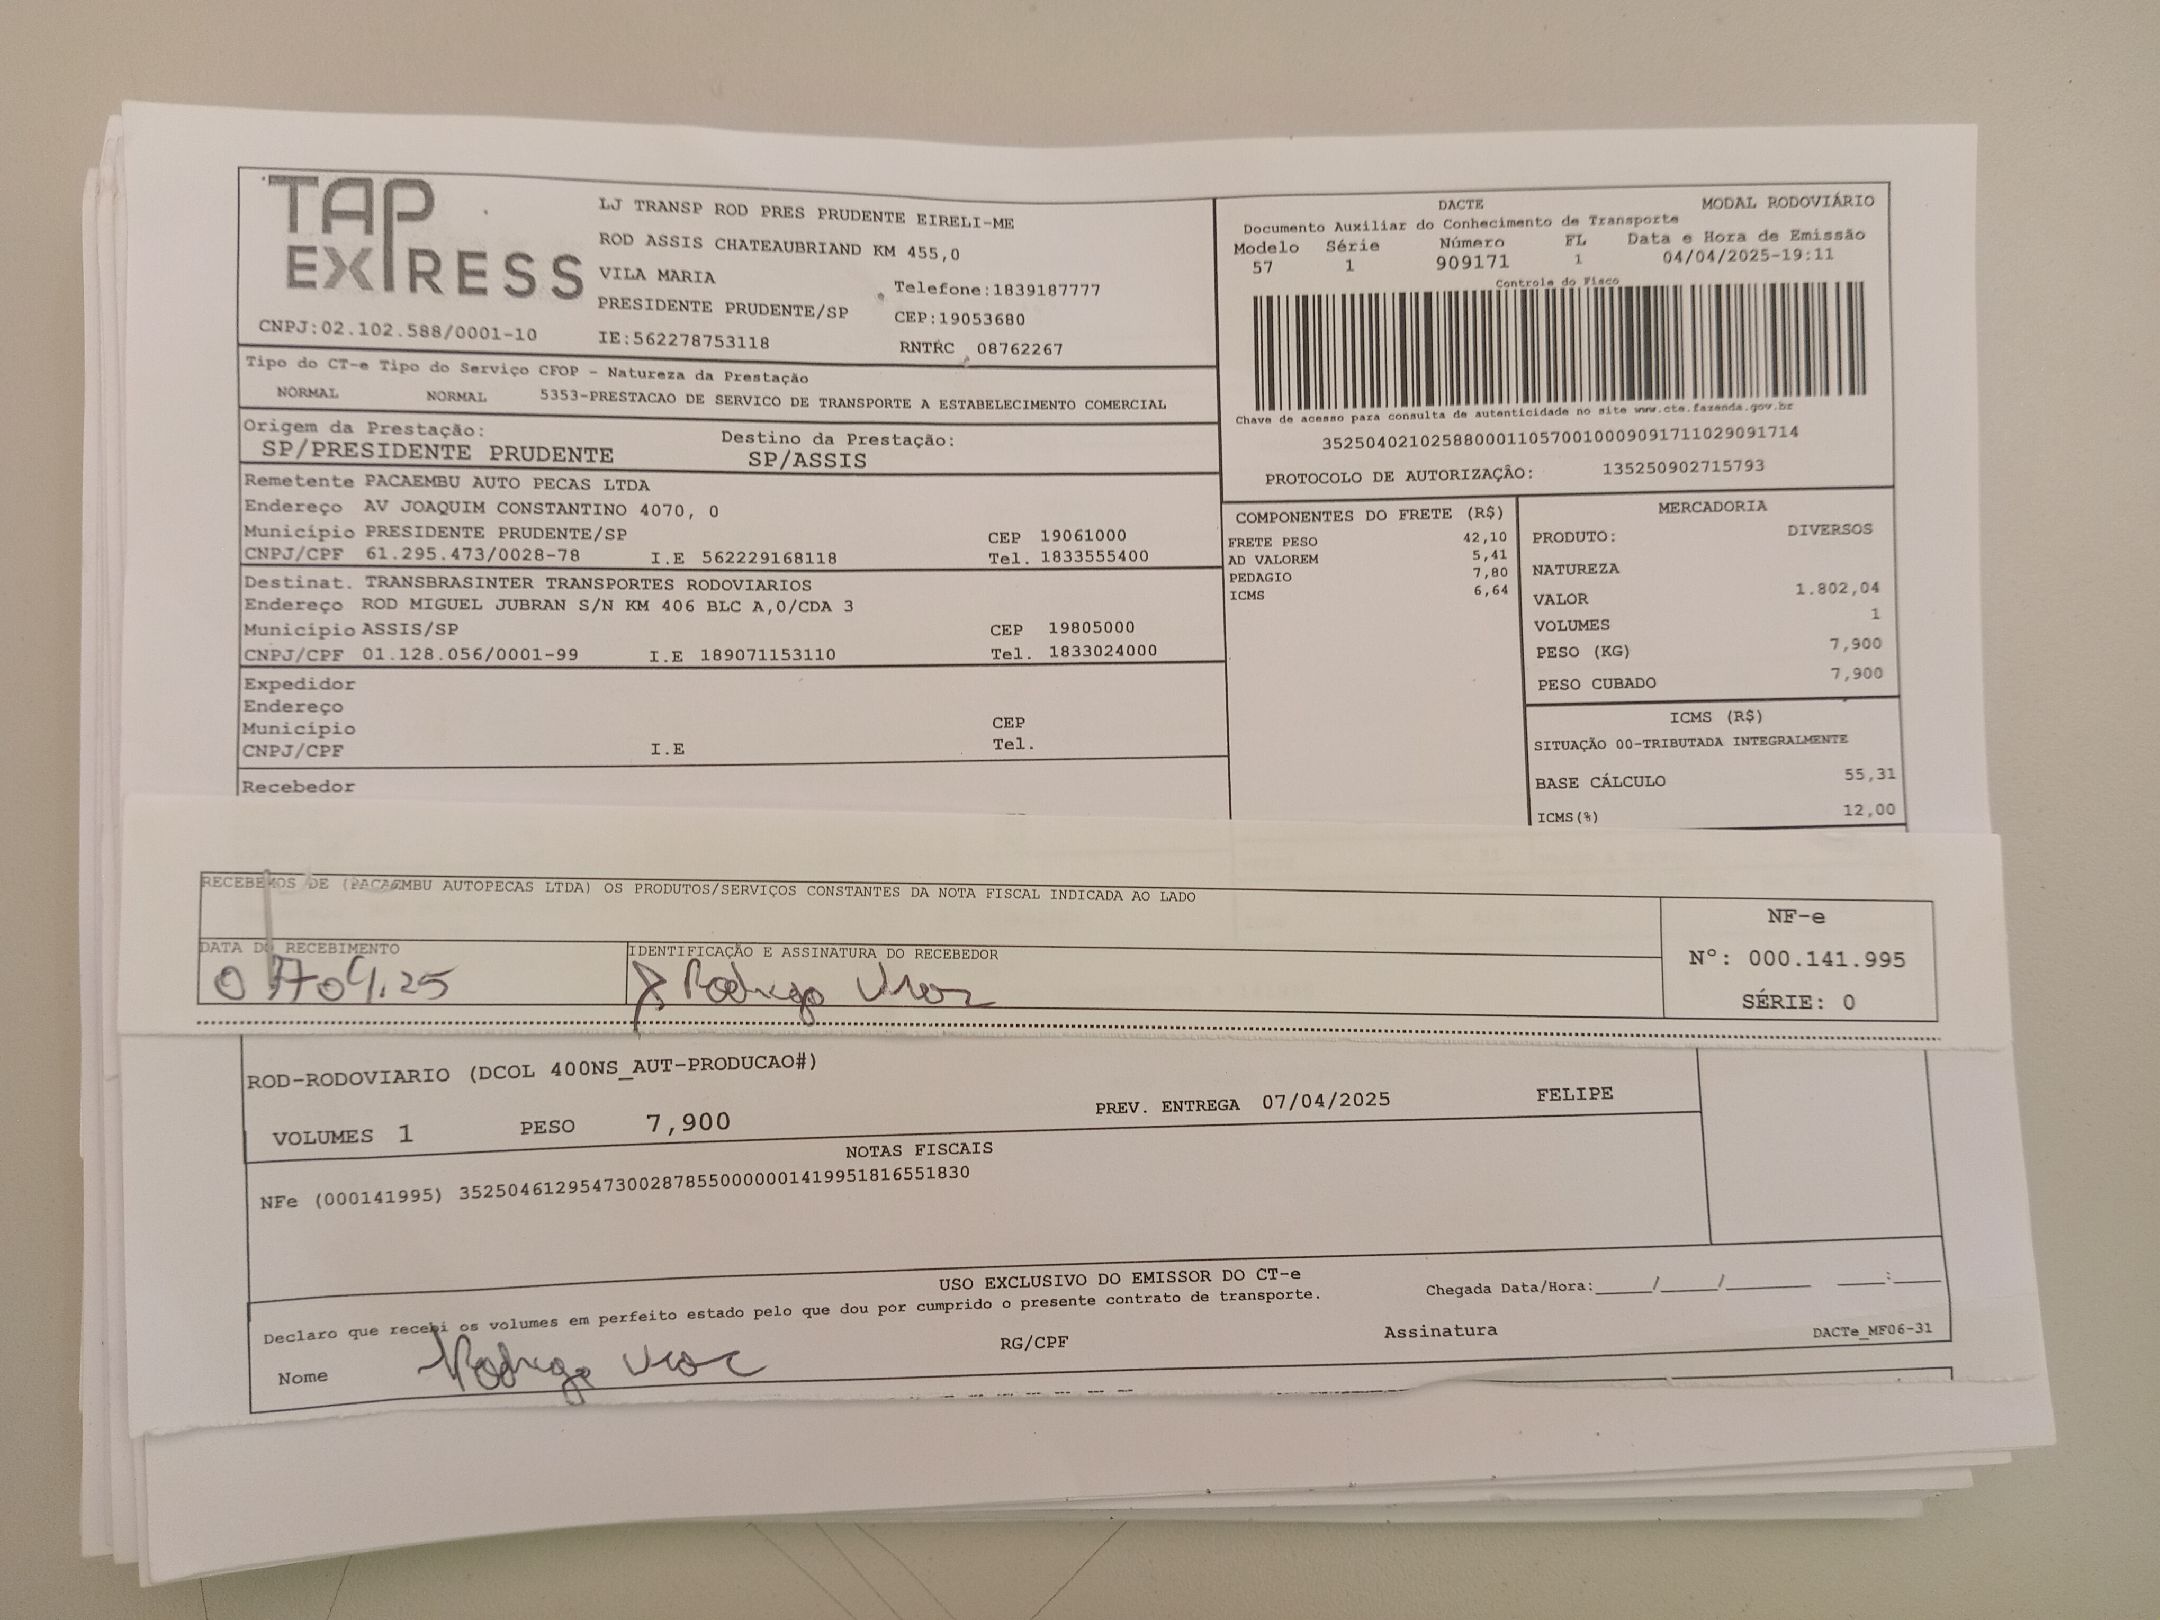 TAP EXPRESS
LJ TRANSP ROD PRES PRUDENTE EIRELI-ME
ROD ASSIS CHATEAUBRIAND KM 455,0
VILA MARIA
Telefone:1839187777
PRESIDENTE PRUDENTE/SP
CEP:19053680
CNPJ:02.102.588/0001-10
IE:562278753118
RNTRC 08762267
DACTE
MODAL RODOVIÁRIO
Documento Auxiliar do Conhecimento de Transporte
Modelo Série Número FL Data e Hora de Emissão
57 1 909171 1 04/04/2025-19:11
Controle do Fisco
Chave de acesso para consulta de autenticidade no site www.cte.fazenda.gov.br
35250402102588000110570010009091711029091714
PROTOCOLO DE AUTORIZAÇÃO: 135250902715793
Tipo do CT-e Tipo do Serviço CFOP - Natureza da Prestação
NORMAL NORMAL 5353-PRESTACAO DE SERVICO DE TRANSPORTE A ESTABELECIMENTO COMERCIAL
Origem da Prestação: Destino da Prestação:
SP/PRESIDENTE PRUDENTE SP/ASSIS
Remetente PACAEMBU AUTO PECAS LTDA
Endereço AV JOAQUIM CONSTANTINO 4070, 0
Município PRESIDENTE PRUDENTE/SP CEP 19061000
CNPJ/CPF 61.295.473/0028-78 I.E 562229168118 Tel. 1833555400
Destinat. TRANSBRASINTER TRANSPORTES RODOVIARIOS
Endereço ROD MIGUEL JUBRAN S/N KM 406 BLC A,0/CDA 3
Município ASSIS/SP CEP 19805000
CNPJ/CPF 01.128.056/0001-99 I.E 189071153110 Tel. 1833024000
Expedidor
Endereço
Município CEP
CNPJ/CPF I.E Tel.
Recebedor
COMPONENTES DO FRETE (R$)
FRETE PESO 42,10
AD VALOREM 5,41
PEDAGIO 7,80
ICMS 6,64
MERCADORIA
PRODUTO: DIVERSOS
NATUREZA
VALOR 1.802,04
VOLUMES 1
PESO (KG) 7,900
PESO CUBADO 7,900
ICMS (R$)
SITUAÇÃO 00-TRIBUTADA INTEGRALMENTE
BASE CÁLCULO 55,31
ICMS(%) 12,00
RECEBEMOS DE (PACAEMBU AUTOPECAS LTDA) OS PRODUTOS/SERVIÇOS CONSTANTES DA NOTA FISCAL INDICADA AO LADO
DATA DO RECEBIMENTO
IDENTIFICAÇÃO E ASSINATURA DO RECEBEDOR
Rodrigo
NF-e
N°: 000.141.995
SÉRIE: 0
ROD-RODOVIARIO (DCOL 400NS_AUT-PRODUCAO#)
VOLUMES 1 PESO 7,900 PREV. ENTREGA 07/04/2025 FELIPE
NOTAS FISCAIS
NFe (000141995) 35250461295473002878550000001419951816551830
USO EXCLUSIVO DO EMISSOR DO CT-e
Declaro que recebi os volumes em perfeito estado pelo que dou por cumprido o presente contrato de transporte.
Chegada Data/Hora:_____/_____/_______ ____:____
Nome Rodrigo
RG/CPF
Assinatura
DACTe_MF06-31